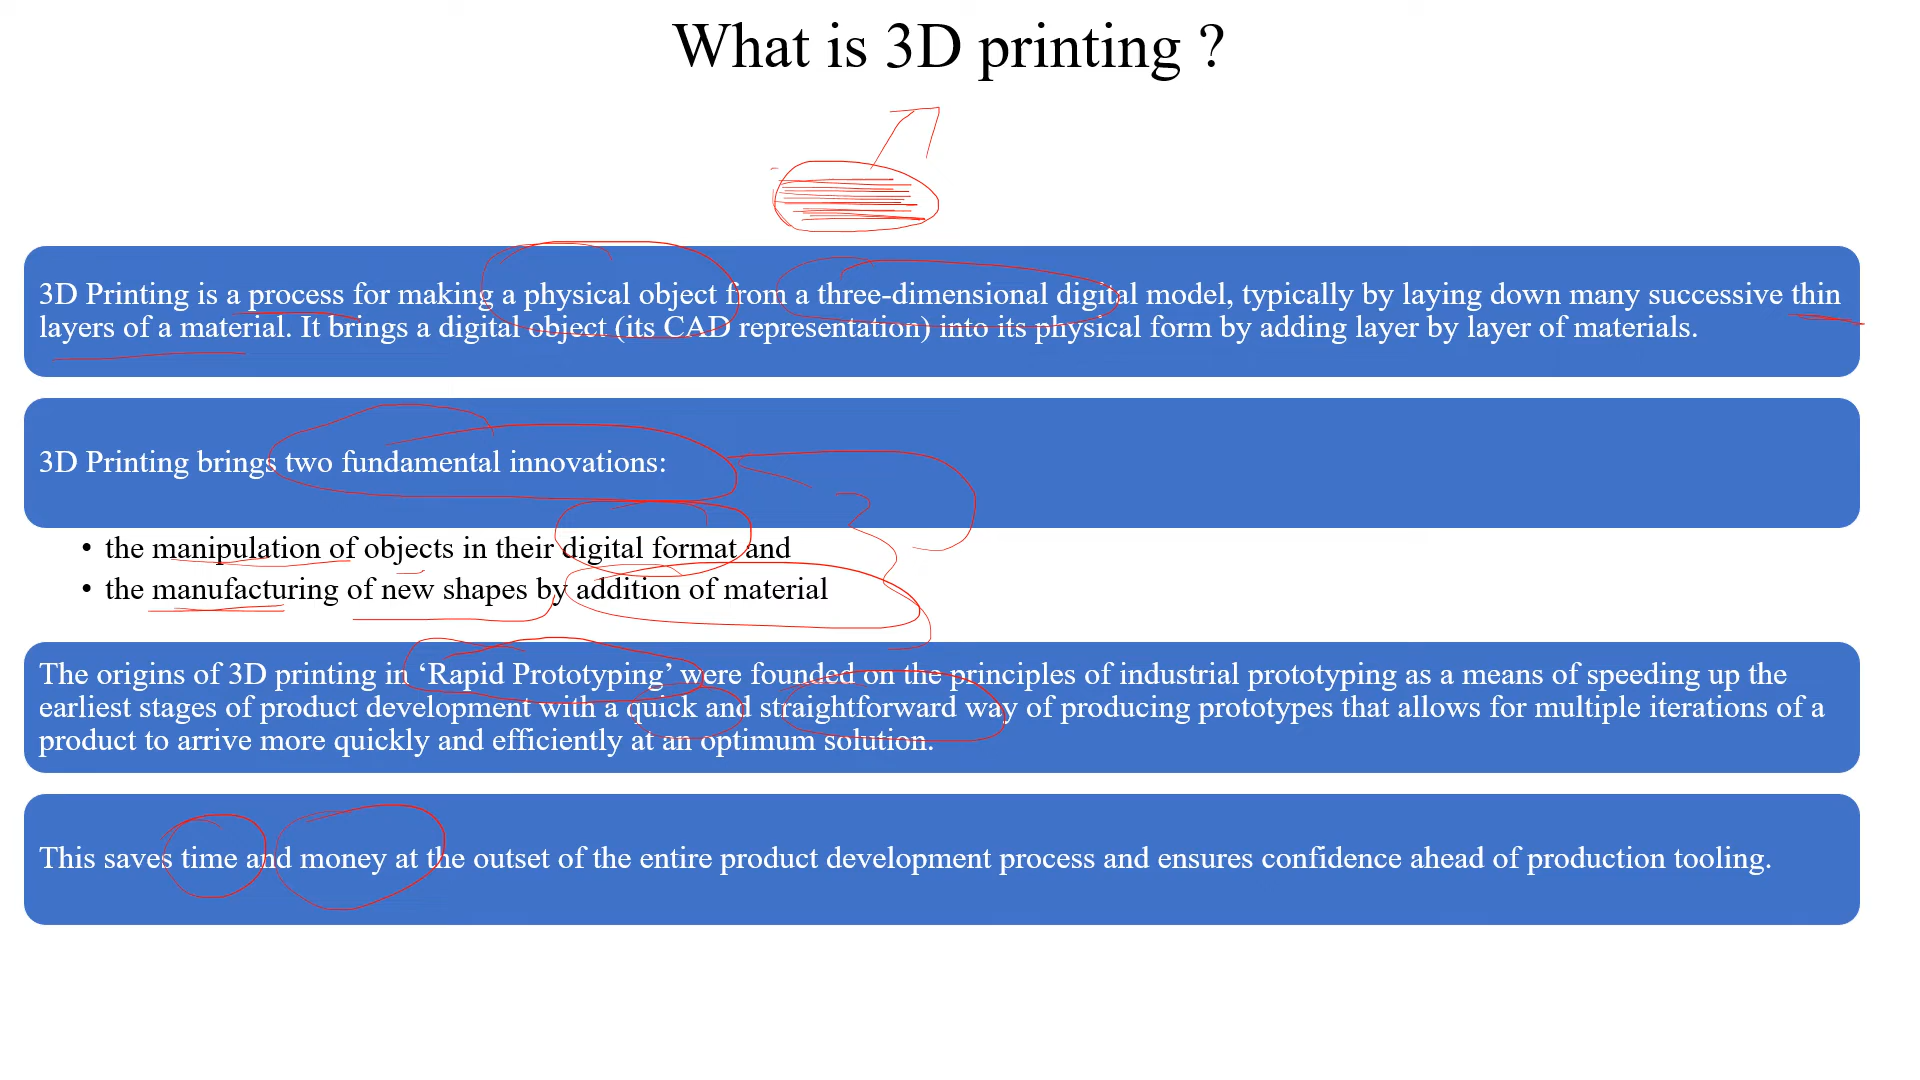 What is 3D printing ?
3D Printing is a process for making a physical object from a three-dimensional digital model, typically by laying down many successive thin
layers of a material. It brings a digital object (its CAD representation) into its physical form by adding layer by layer of materials.
3D Printing brings two fundamental innovations:
• the manipulation of objects in their digital format and
• the manufacturing of new shapes by addition of material
The origins of 3D printing in ‘Rapid Prototyping’ were founded on the principles of industrial prototyping as a means of speeding up the
earliest stages of product development with a quick and straightforward way of producing prototypes that allows for multiple iterations of a
product to arrive more quickly and efficiently at an optimum solution.
This saves time and money at the outset of the entire product development process and ensures confidence ahead of production tooling.